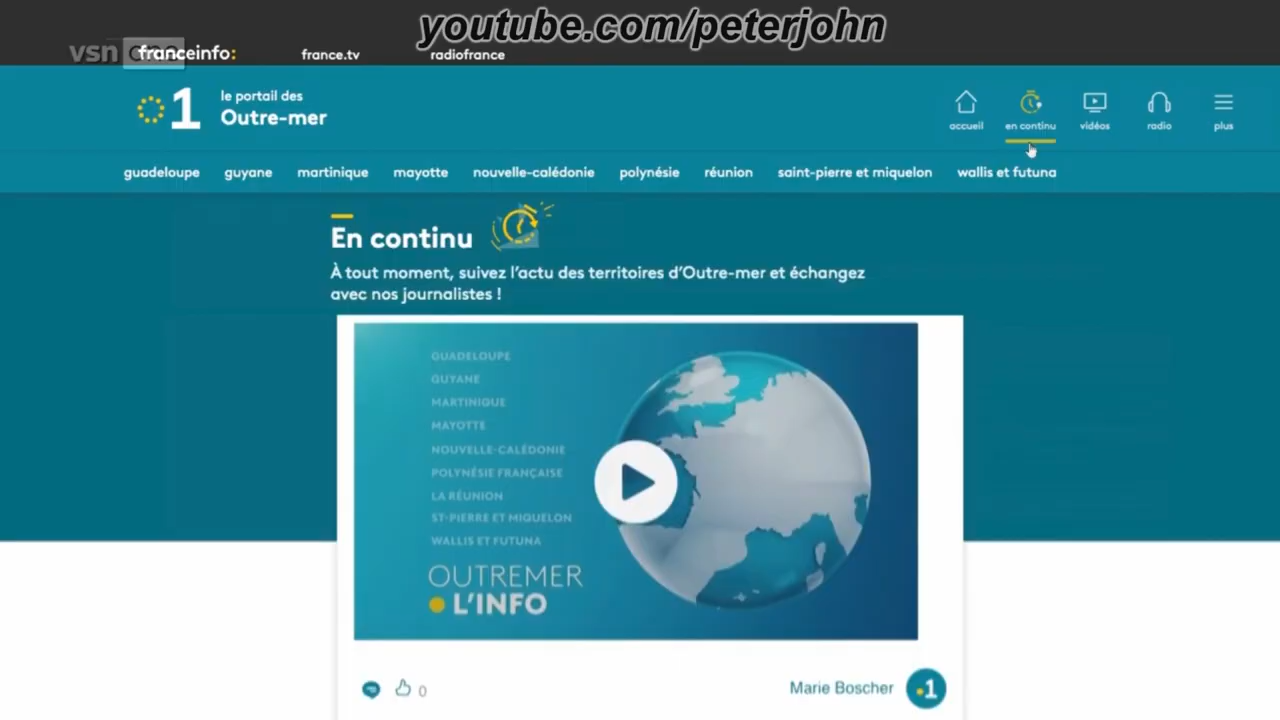 youtube.com/peterjohn
vsn
franceinfo:
france.tv
radiofrance
1
le portail des
Outre-mer
accueil
en continu
vidéos
radio
plus
guadeloupe
guyane
martinique
mayotte
nouvelle-calédonie
polynésie
réunion
saint-pierre et miquelon
wallis et futuna
En continu
À tout moment, suivez l'actu des territoires d'Outre-mer et échangez
avec nos journalistes !
GUADELOUPE
GUYANE
MARTINIQUE
MAYOTTE
NOUVELLE-CALÉDONIE
POLYNÉSIE FRANÇAISE
LA RÉUNION
ST-PIERRE ET MIQUELON
WALLIS ET FUTUNA
OUTREMER
L'INFO
0
Marie Boscher
.1